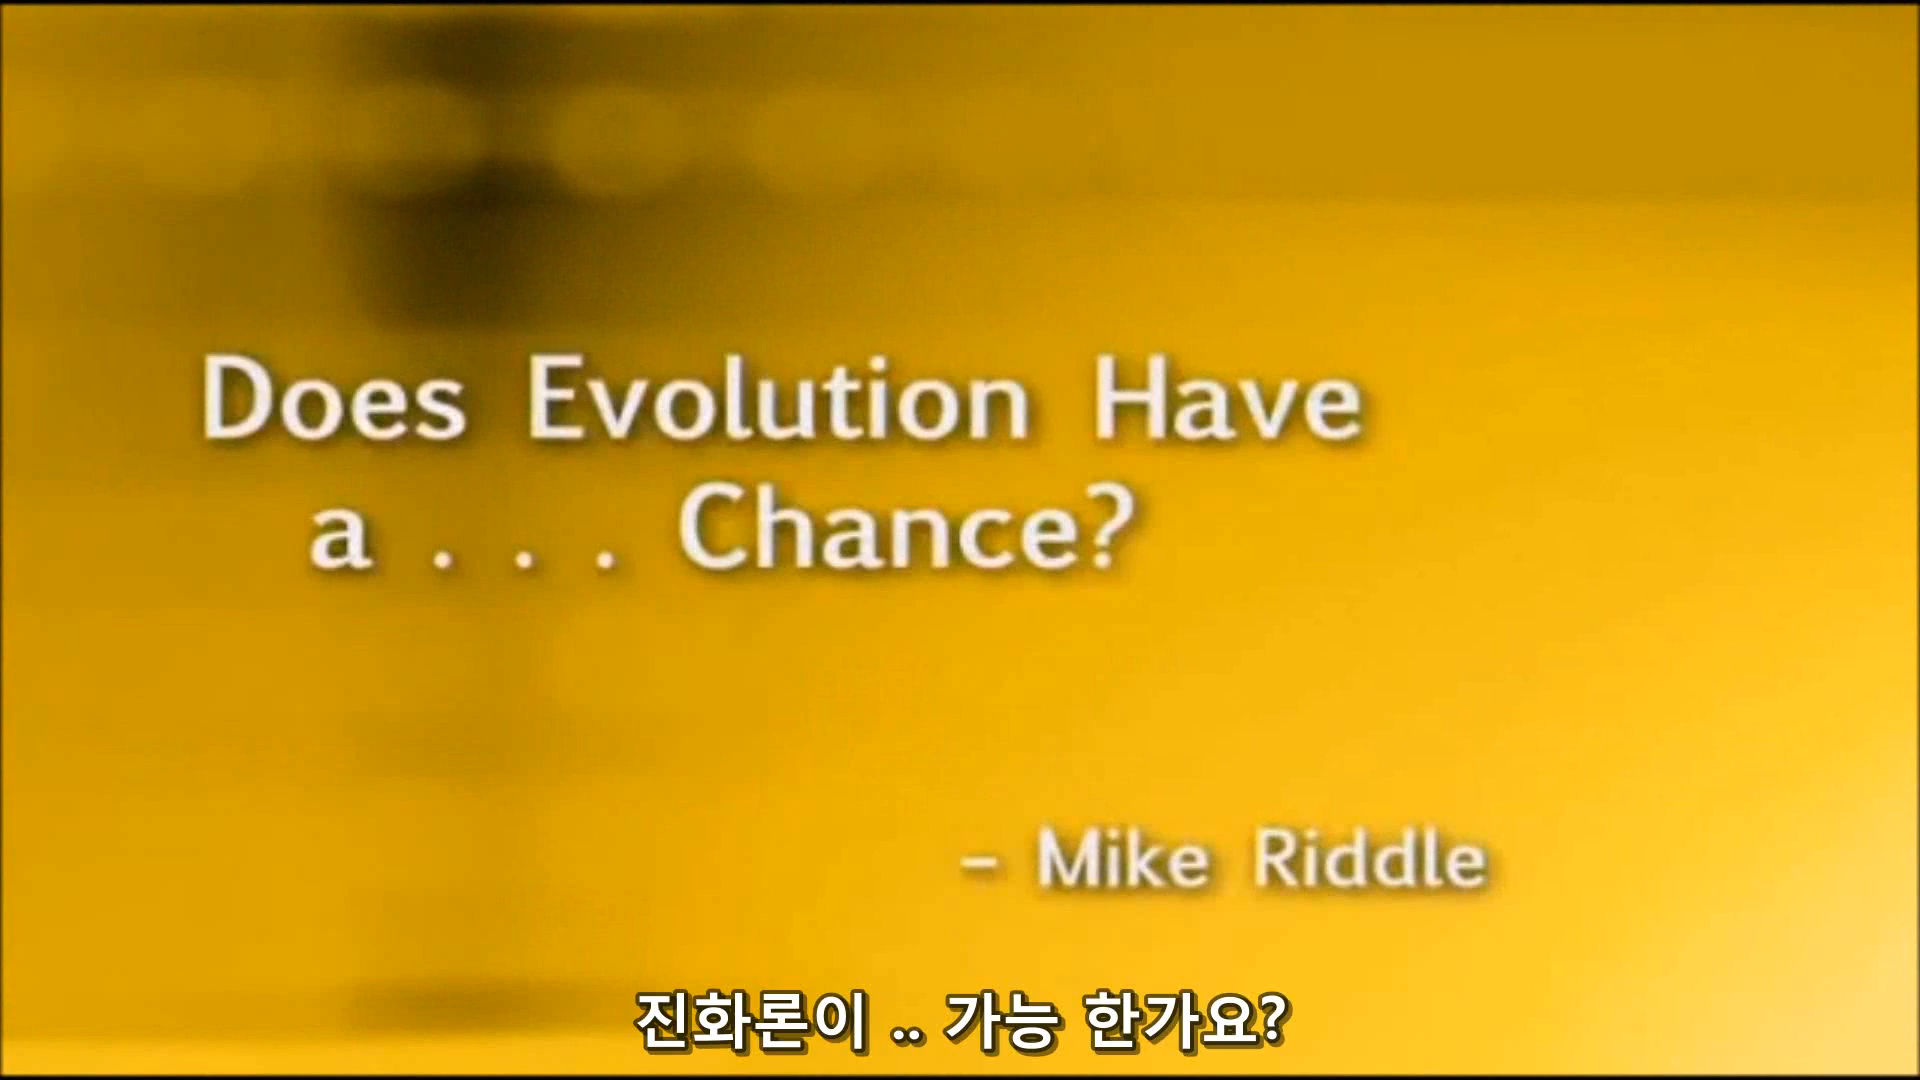 Does Evolution Have
a . . . Chance?
– Mike Riddle
진화론이 .. 가능 한가요?